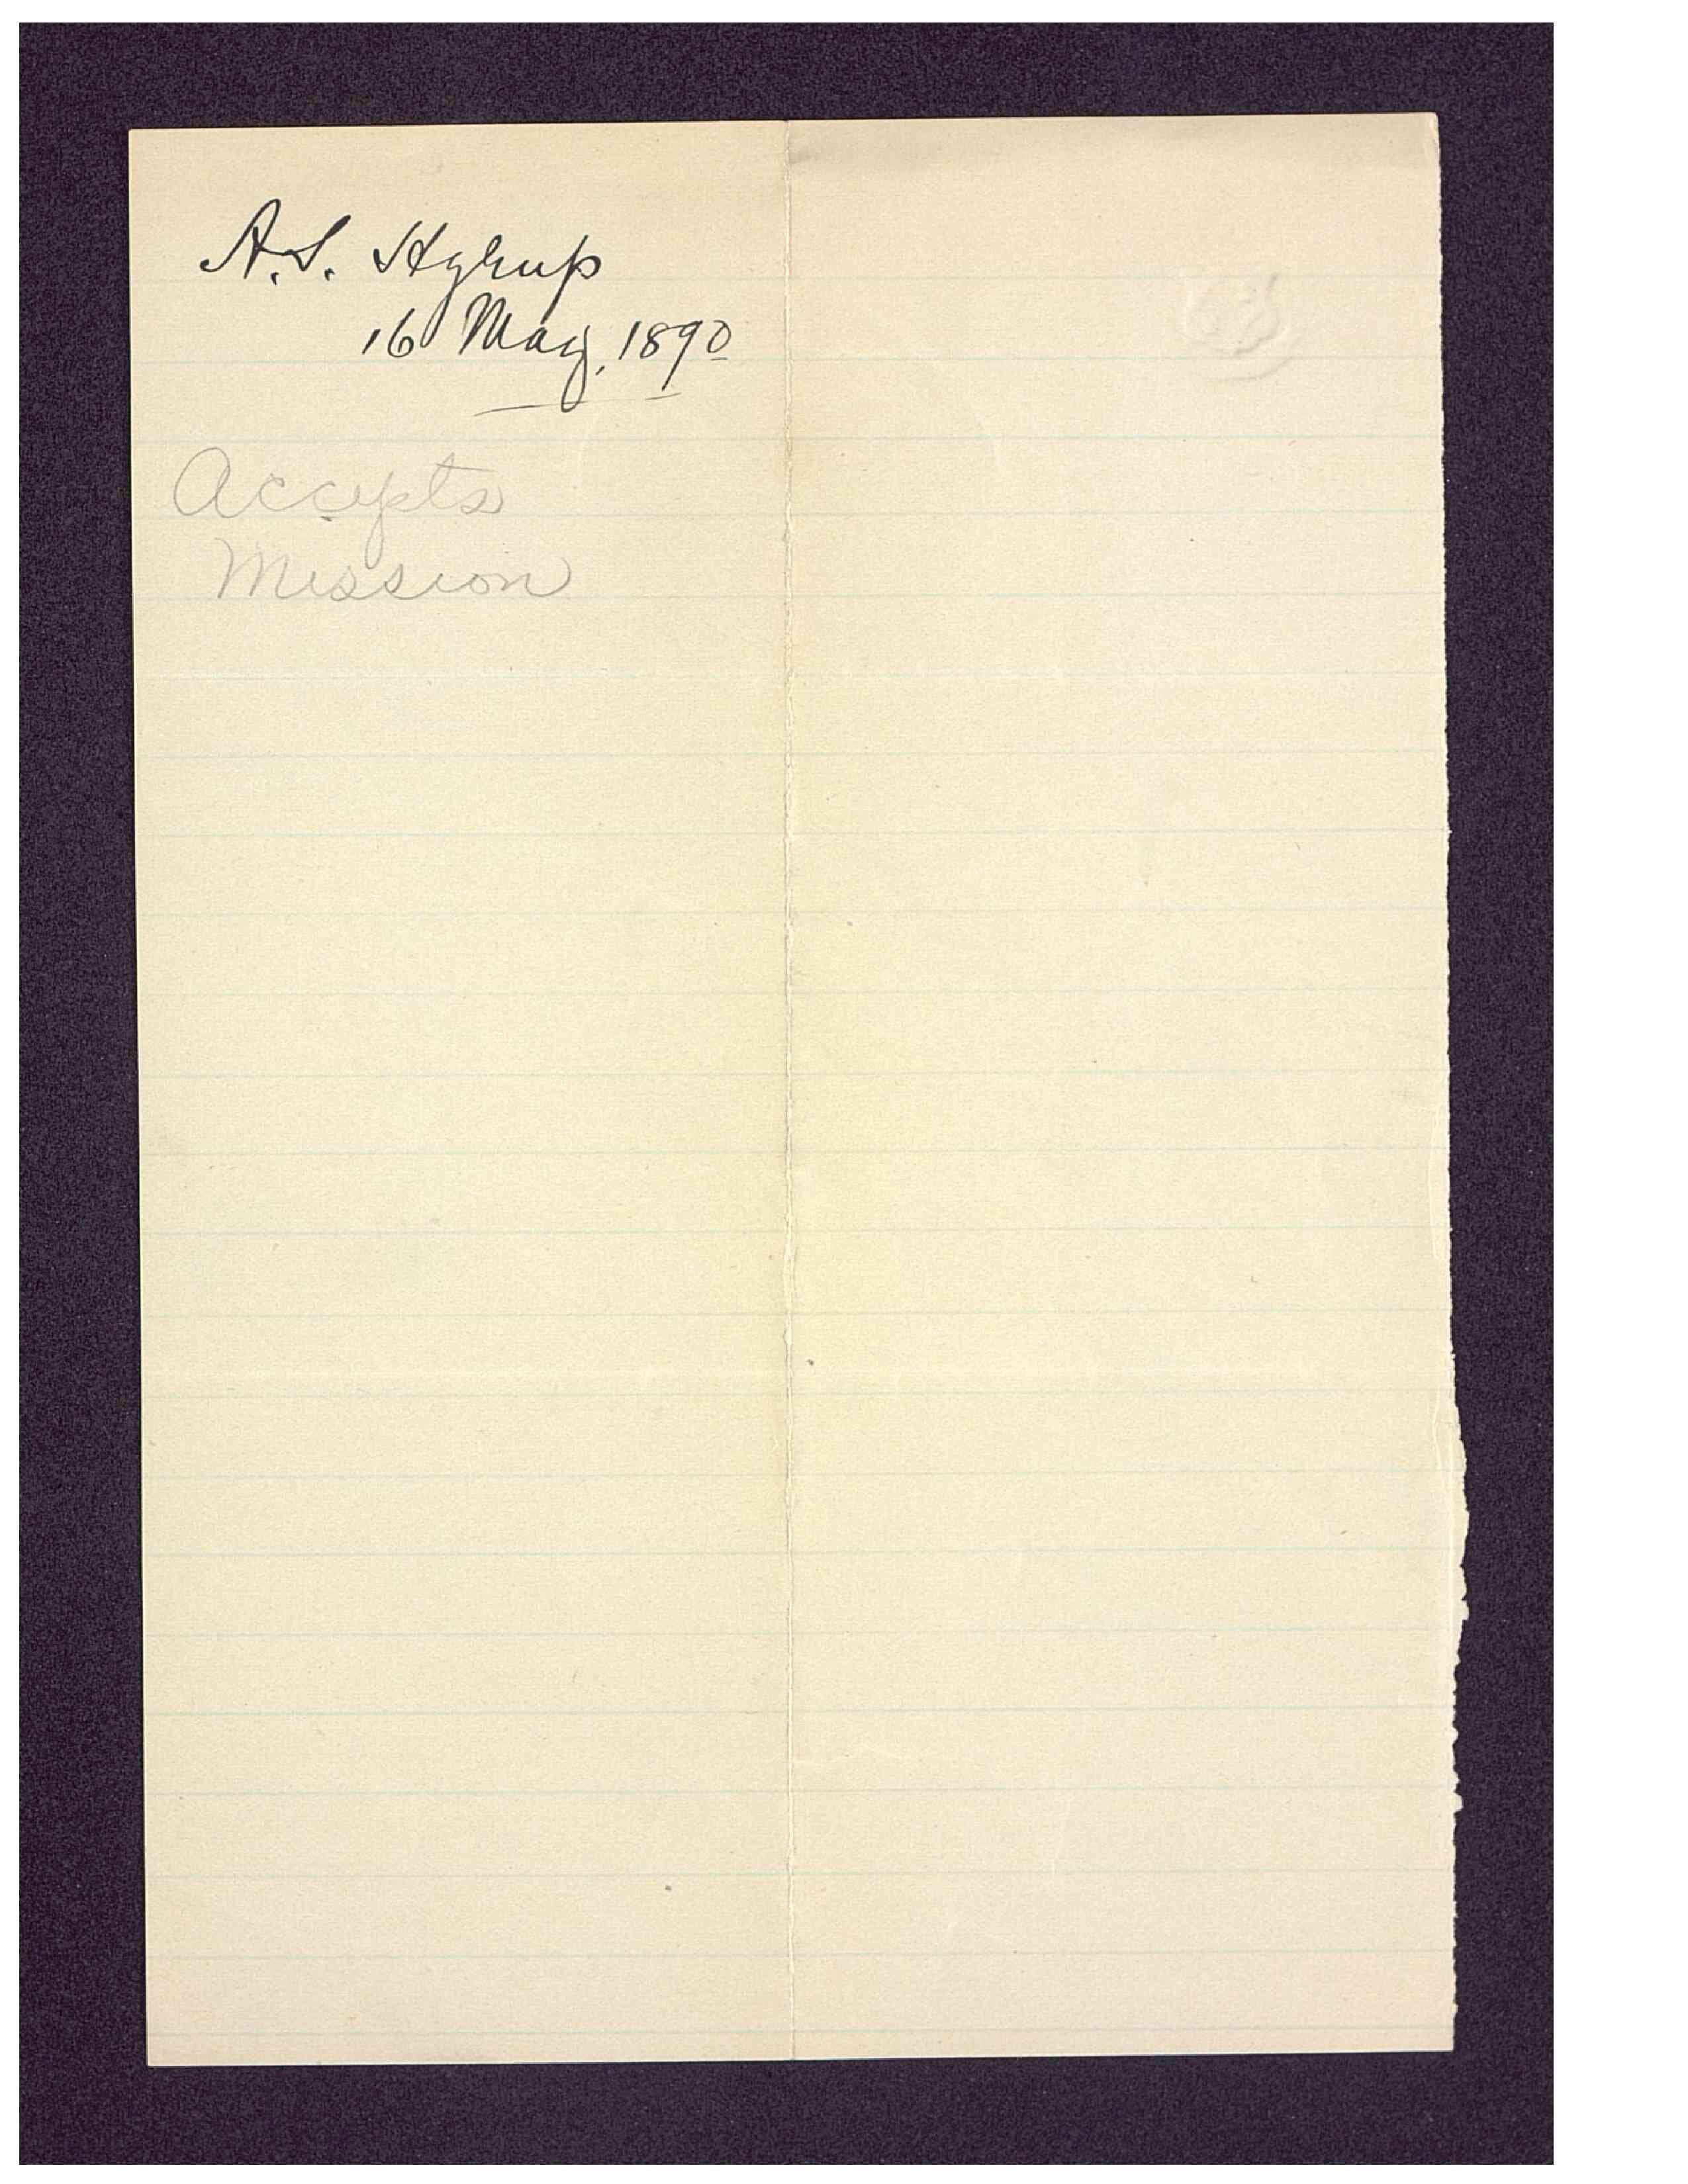 A.S. Hyrup
16 May, 1890
Accepts
Mission